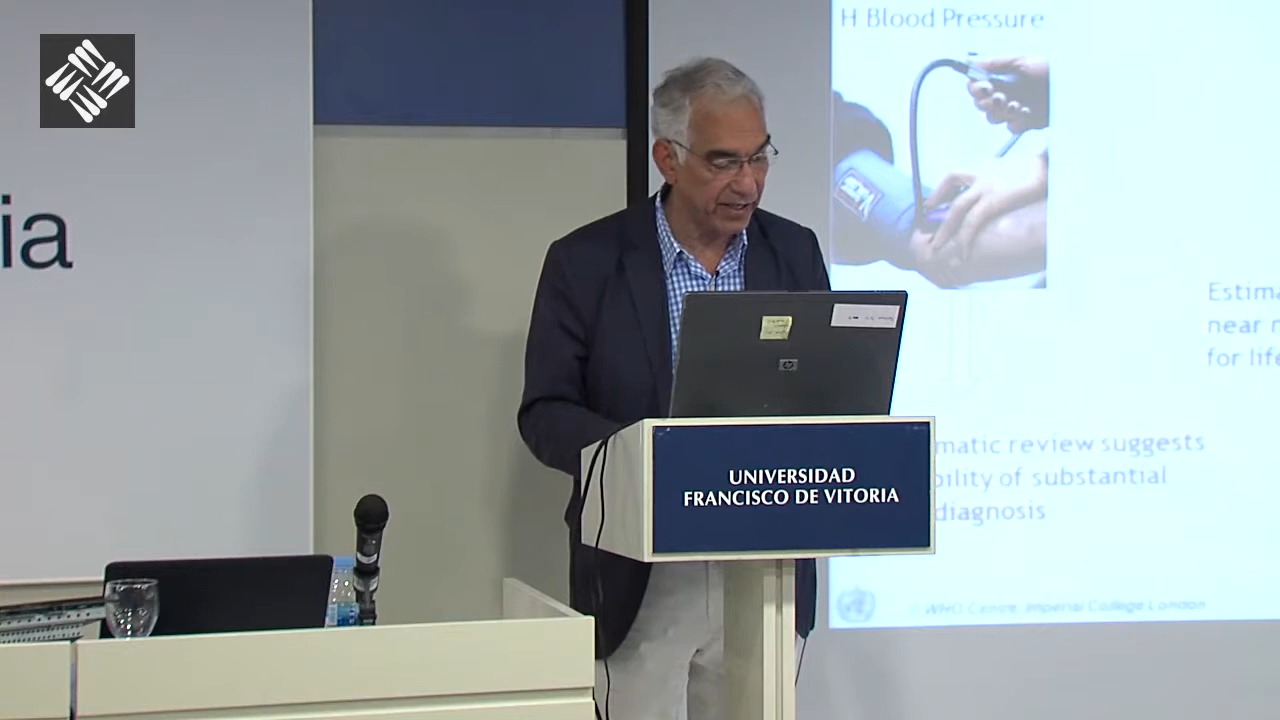 H Blood Pressure
ia
Estima
near
for life
hp
UNIVERSIDAD
FRANCISCO DE VITORIA
matic review suggests
bility of substantial
diagnosis
WHO Centre, Imperial College London